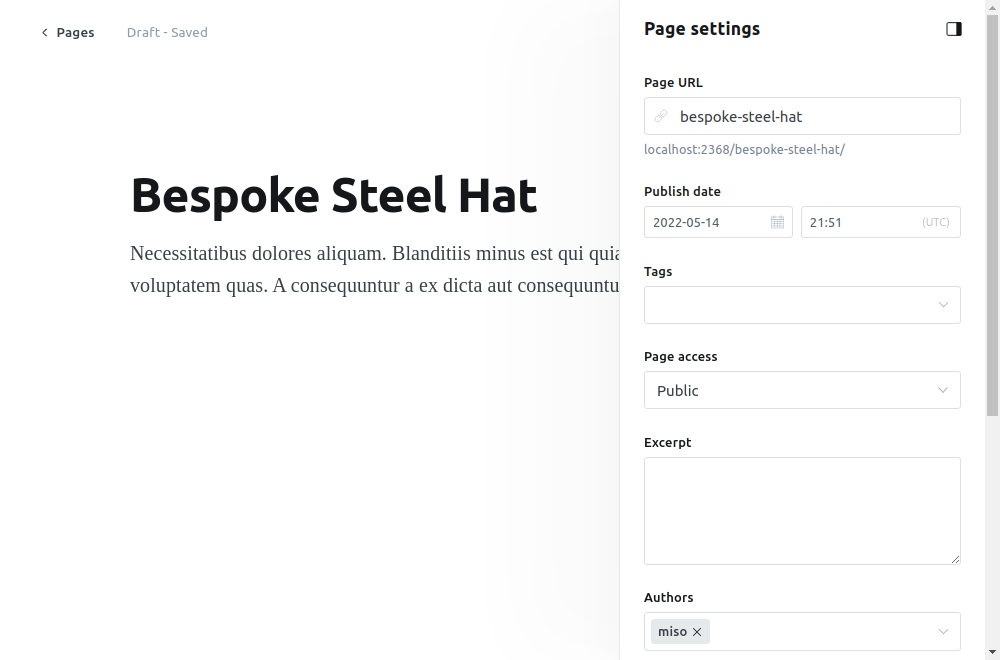 Pages
Draft - Saved
Bespoke Steel Hat
Necessitatibus dolores aliquam. Blanditiis minus est qui quia
voluptatem quas. A consequuntur a ex dicta aut consequuntu
Page settings
Page URL
bespoke-steel-hat
localhost:2368/bespoke-steel-hat/
Publish date
2022-05-14
21:51 (UTC)
Tags
Page access
Public
Excerpt
Authors
miso